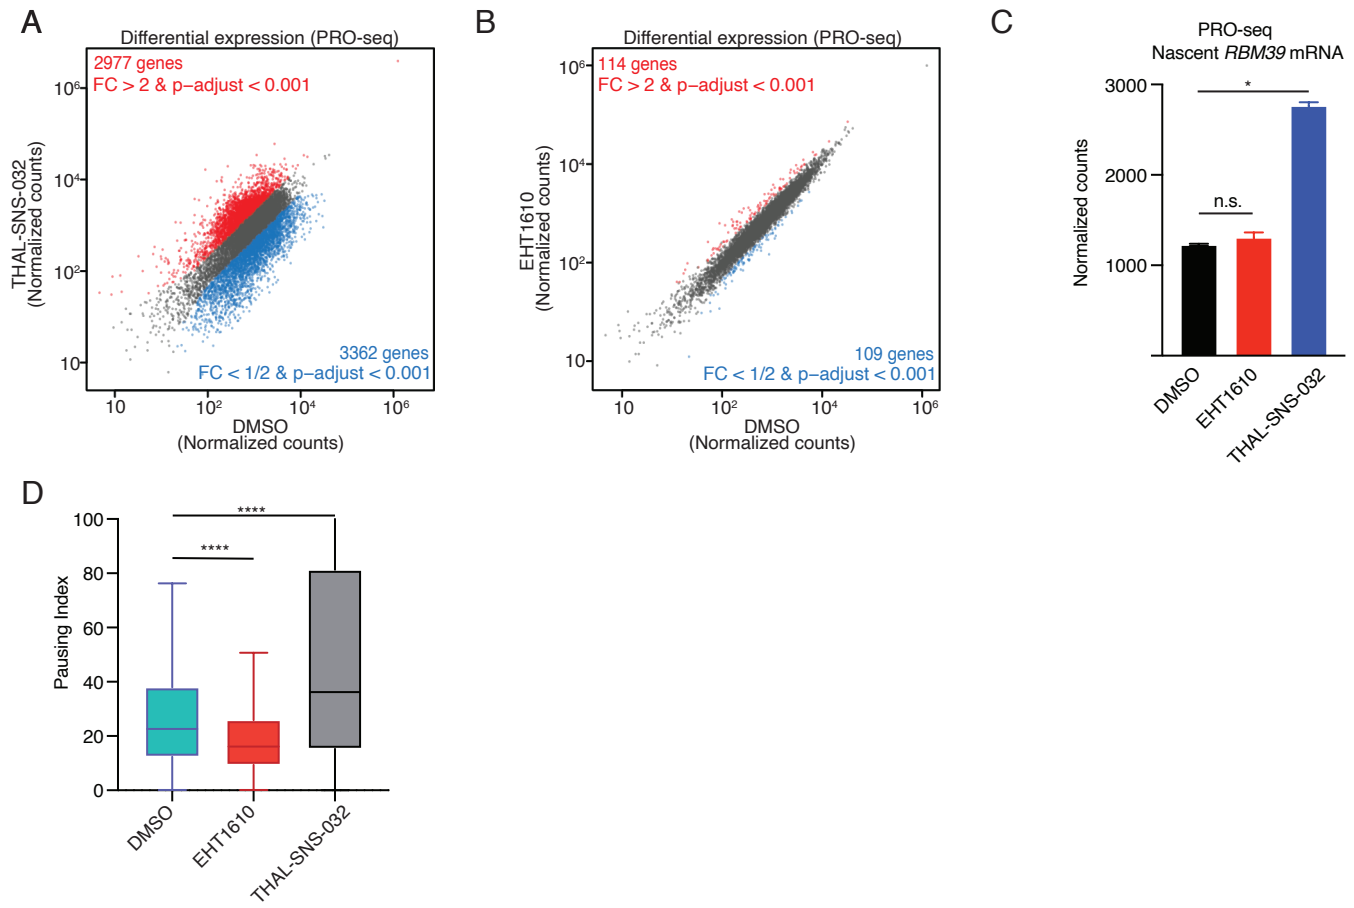 A
Differential expression (PRO-seq)
2977 genes
FC > 2 & p-adjust < 0.001
THAL-SNS-032
(Normalized counts)
10⁶
10⁴
10²
10
3362 genes
FC < 1/2 & p-adjust < 0.001
10
10²
10⁴
10⁶
DMSO
(Normalized counts)
B
Differential expression (PRO-seq)
114 genes
FC > 2 & p-adjust < 0.001
EHT1610
(Normalized counts)
10⁶
10⁴
10²
10
109 genes
FC < 1/2 & p-adjust < 0.001
10
10²
10⁴
10⁶
DMSO
(Normalized counts)
C
PRO-seq
Nascent RBM39 mRNA
Normalized counts
3000
2000
1000
*
n.s.
DMSO
EHT1610
THAL-SNS-032
D
Pausing Index
100
80
60
40
20
0
****
****
DMSO
EHT1610
THAL-SNS-032